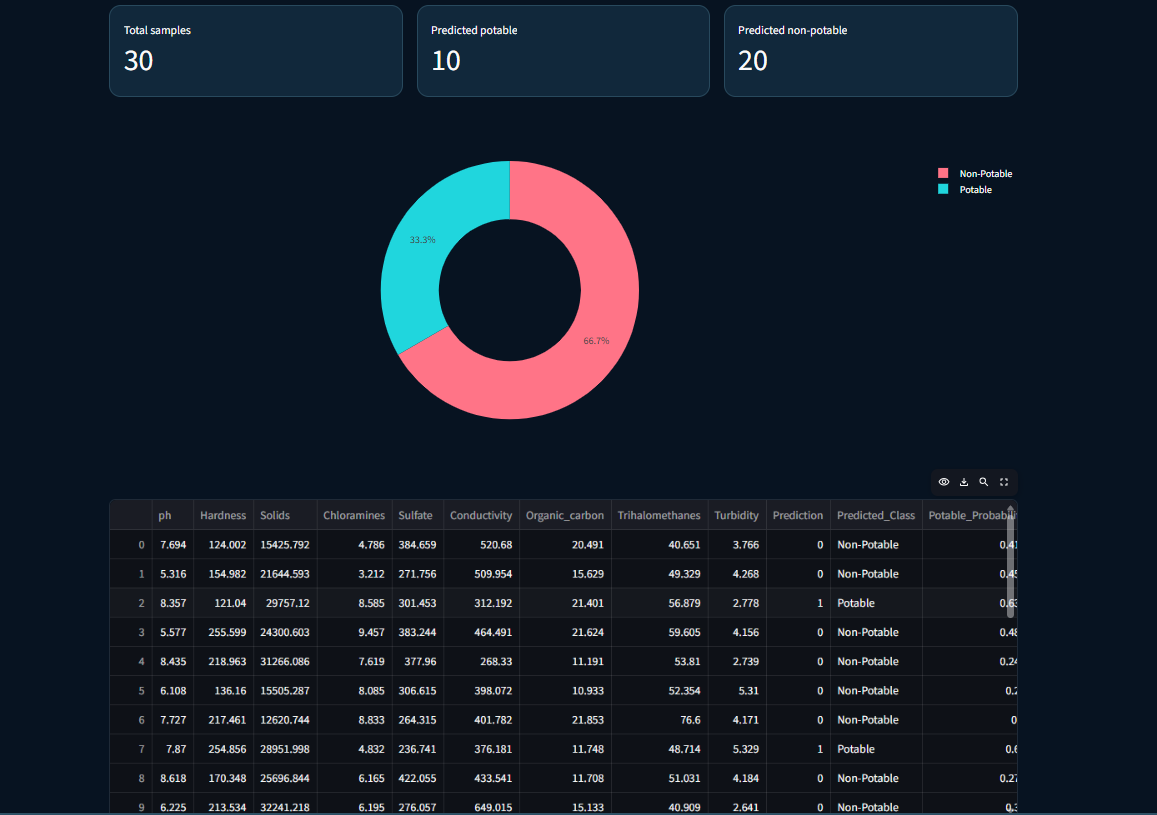 Total samples Predicted potable Predicted non-potable
30 10 20
Non-Potable
Potable
33.3%
66.7%
ph Hardness Solids Chloramines Sulfate Conductivity Organic_carbon Trihalomethanes Turbidity Prediction Predicted_Class
0 7.694 124.002 15425.792 4.786 384.659 520.68 20.491 40.651 3.766 0 Non-Potable
1 5.316 154.982 21644.593 3.212 271.756 509.954 15.629 49.329 4.268 0 Non-Potable
2 8.357 121.04 29757.12 8.585 301.453 312.192 21.401 56.879 2.778 1 Potable
3 5.577 255.599 24300.603 9.457 383.244 464.491 21.624 59.605 4.156 0 Non-Potable
4 8.435 218.963 31266.086 7.619 377.96 268.33 11.191 53.81 2.739 0 Non-Potable
5 6.108 136.16 15505.287 8.085 306.615 398.072 10.933 52.354 5.31 0 Non-Potable
6 7.727 217.461 12620.744 8.833 264.315 401.782 21.853 76.6 4.171 0 Non-Potable
7 7.87 254.856 28951.998 4.832 236.741 376.181 11.748 48.714 5.329 1 Potable
8 8.618 170.348 25696.844 6.165 422.055 433.541 11.708 51.031 4.184 0 Non-Potable
9 6.225 213.534 32241.218 6.195 276.057 649.015 15.133 40.909 2.641 0 Non-Potable